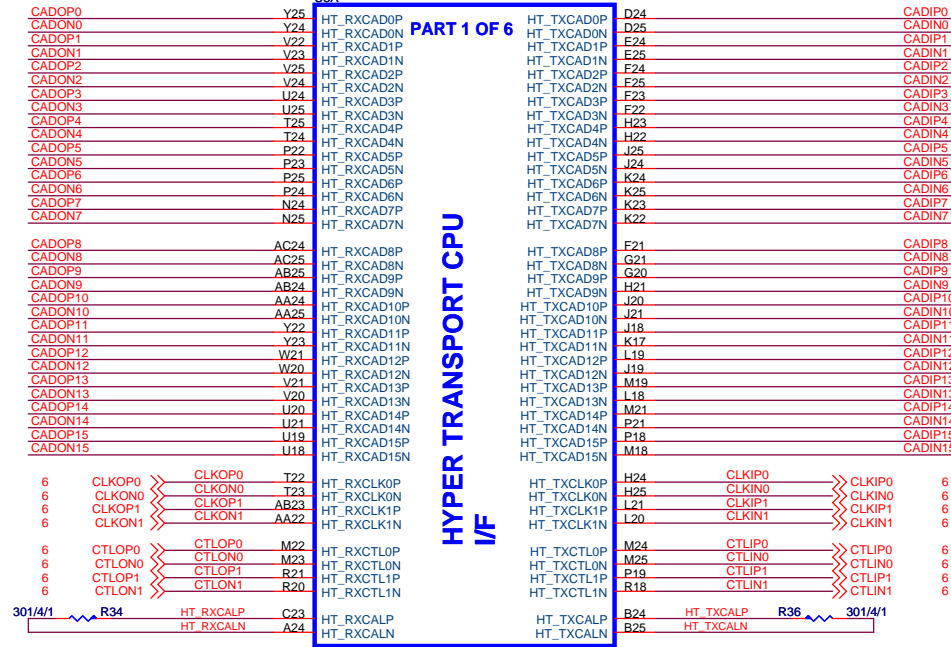 PART 1 OF 6
HYPER TRANSPORT CPU
I/F
CADOP0 Y25 HT_RXCAD0P HT_TXCAD0P D24 CADIP0
CADON0 Y24 HT_RXCAD0N HT_TXCAD0N D25 CADIN0
CADOP1 V22 HT_RXCAD1P HT_TXCAD1P E24 CADIP1
CADON1 V23 HT_RXCAD1N HT_TXCAD1N E25 CADIN1
CADOP2 V25 HT_RXCAD2P HT_TXCAD2P F24 CADIP2
CADON2 V24 HT_RXCAD2N HT_TXCAD2N F25 CADIN2
CADOP3 U24 HT_RXCAD3P HT_TXCAD3P F23 CADIP3
CADON3 U25 HT_RXCAD3N HT_TXCAD3N F22 CADIN3
CADOP4 T25 HT_RXCAD4P HT_TXCAD4P H23 CADIP4
CADON4 T24 HT_RXCAD4N HT_TXCAD4N H22 CADIN4
CADOP5 P22 HT_RXCAD5P HT_TXCAD5P J25 CADIP5
CADON5 P23 HT_RXCAD5N HT_TXCAD5N J24 CADIN5
CADOP6 P25 HT_RXCAD6P HT_TXCAD6P K24 CADIP6
CADON6 P24 HT_RXCAD6N HT_TXCAD6N K25 CADIN6
CADOP7 N24 HT_RXCAD7P HT_TXCAD7P K23 CADIP7
CADON7 N25 HT_RXCAD7N HT_TXCAD7N K22 CADIN7
CADOP8 AC24 HT_RXCAD8P HT_TXCAD8P F21 CADIP8
CADON8 AC25 HT_RXCAD8N HT_TXCAD8N G21 CADIN8
CADOP9 AB25 HT_RXCAD9P HT_TXCAD9P G20 CADIP9
CADON9 AB24 HT_RXCAD9N HT_TXCAD9N H21 CADIN9
CADOP10 AA24 HT_RXCAD10P HT_TXCAD10P J20 CADIP10
CADON10 AA25 HT_RXCAD10N HT_TXCAD10N J21 CADIN10
CADOP11 Y22 HT_RXCAD11P HT_TXCAD11P J18 CADIP11
CADON11 Y23 HT_RXCAD11N HT_TXCAD11N K17 CADIN11
CADOP12 W21 HT_RXCAD12P HT_TXCAD12P L19 CADIP12
CADON12 W20 HT_RXCAD12N HT_TXCAD12N J19 CADIN12
CADOP13 V21 HT_RXCAD13P HT_TXCAD13P M19 CADIP13
CADON13 V20 HT_RXCAD13N HT_TXCAD13N L18 CADIN13
CADOP14 U20 HT_RXCAD14P HT_TXCAD14P M21 CADIP14
CADON14 U21 HT_RXCAD14N HT_TXCAD14N P21 CADIN14
CADOP15 U19 HT_RXCAD15P HT_TXCAD15P P18 CADIP15
CADON15 U18 HT_RXCAD15N HT_TXCAD15N M18 CADIN15
6 CLKOP0 CLKOP0 T22 HT_RXCLK0P HT_TXCLK0P H24 CLKIP0 CLKIP0 6
6 CLKON0 CLKON0 T23 HT_RXCLK0N HT_TXCLK0N H25 CLKIN0 CLKIN0 6
6 CLKOP1 CLKOP1 AB23 HT_RXCLK1P HT_TXCLK1P L21 CLKIP1 CLKIP1 6
6 CLKON1 CLKON1 AA22 HT_RXCLK1N HT_TXCLK1N L20 CLKIN1 CLKIN1 6
6 CTLOP0 CTLOP0 M22 HT_RXCTL0P HT_TXCTL0P M24 CTLIP0 CTLIP0 6
6 CTLON0 CTLON0 M23 HT_RXCTL0N HT_TXCTL0N M25 CTLIN0 CTLIN0 6
6 CTLOP1 CTLOP1 R21 HT_RXCTL1P HT_TXCTL1P P19 CTLIP1 CTLIP1 6
6 CTLON1 CTLON1 R20 HT_RXCTL1N HT_TXCTL1N R18 CTLIN1 CTLIN1 6
301/4/1 R34 HT_RXCALP C23 HT_RXCALP HT_TXCALP B24 HT_TXCALP R36 301/4/1
HT_RXCALN A24 HT_RXCALN HT_TXCALN B25 HT_TXCALN